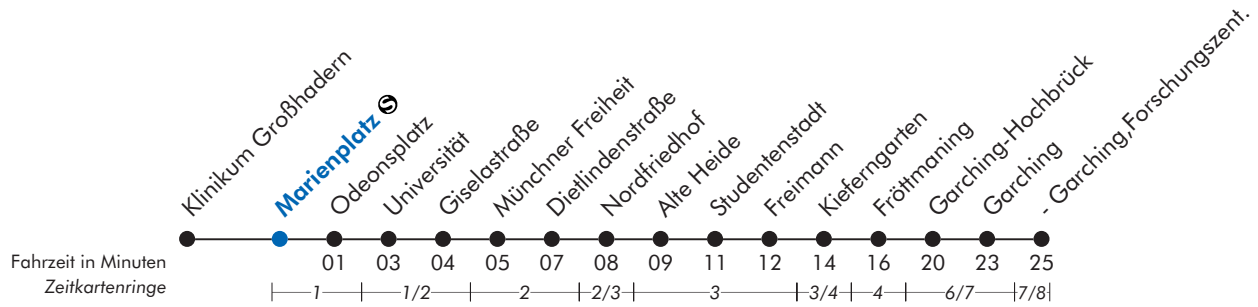 Klinikum Großhadern
Marienplatz S
Odeonsplatz
Universität
Giselastraße
Münchner Freiheit
Dietlindenstraße
Nordfriedhof
Alte Heide
Studentenstadt
Freimann
Kieferngarten
Fröttmaning
Garching-Hochbrück
Garching
- Garching,Forschungszent.
Fahrzeit in Minuten 01 03 04 05 07 08 09 11 12 14 16 20 23 25
Zeitkartenringe 1 1/2 2 2/3 3 3/4 4 6/7 7/8